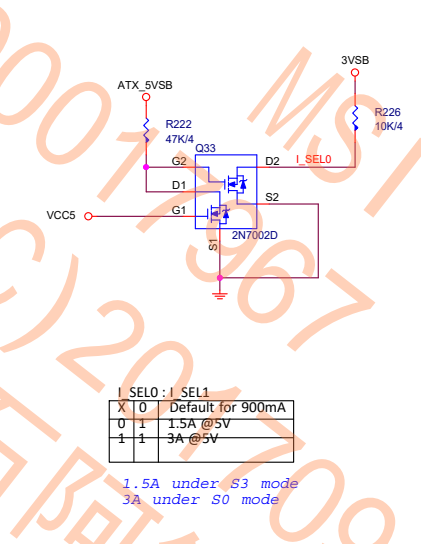 3VSB
ATX_5VSB
R222
47K/4
R226
10K/4
Q33
G2
D2
I_SEL0
D1
S2
G1
VCC5
S1
2N7002D
I_SEL0 : I_SEL1
X 0 Default for 900mA
0 1 1.5A @5V
1 1 3A @5V
1.5A under S3 mode
3A under S0 mode
MSI